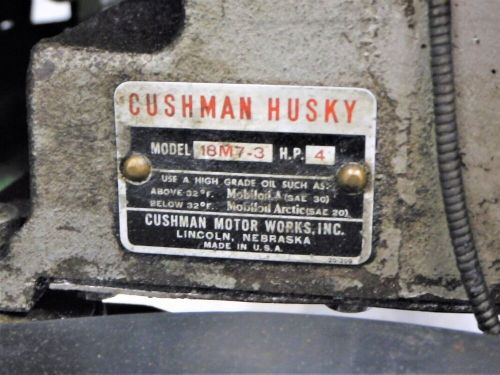 CUSHMAN HUSKY
MODEL 18M7-3 H.P. 4
USE A HIGH GRADE OIL SUCH AS:
ABOVE 32°F. Mobiloil A (SAE 30)
BELOW 32°F. Mobiloil Arctic (SAE 20)
CUSHMAN MOTOR WORKS, INC.
LINCOLN, NEBRASKA
MADE IN U.S.A.